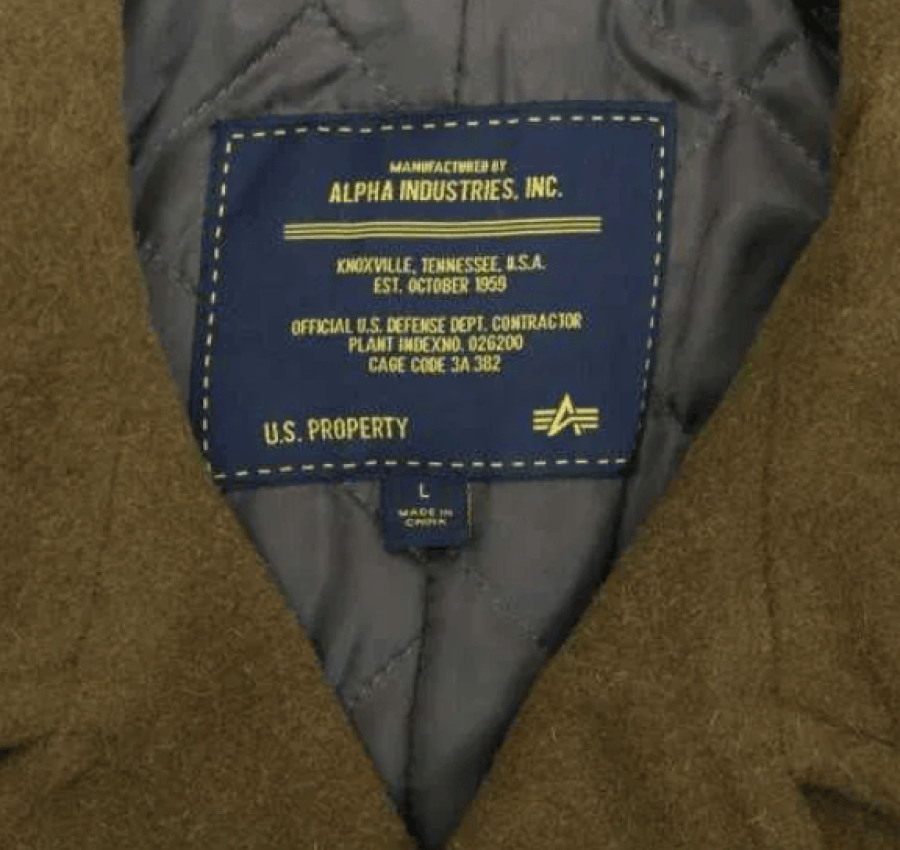 MANUFACTURED BY
ALPHA INDUSTRIES, INC.
KNOXVILLE, TENNESSEE, U.S.A.
EST. OCTOBER 1959
OFFICIAL U.S. DEFENSE DEPT. CONTRACTOR
PLANT INDEXNO. 026200
CAGE CODE 3A 382
U.S. PROPERTY
L
MADE IN
CHINA